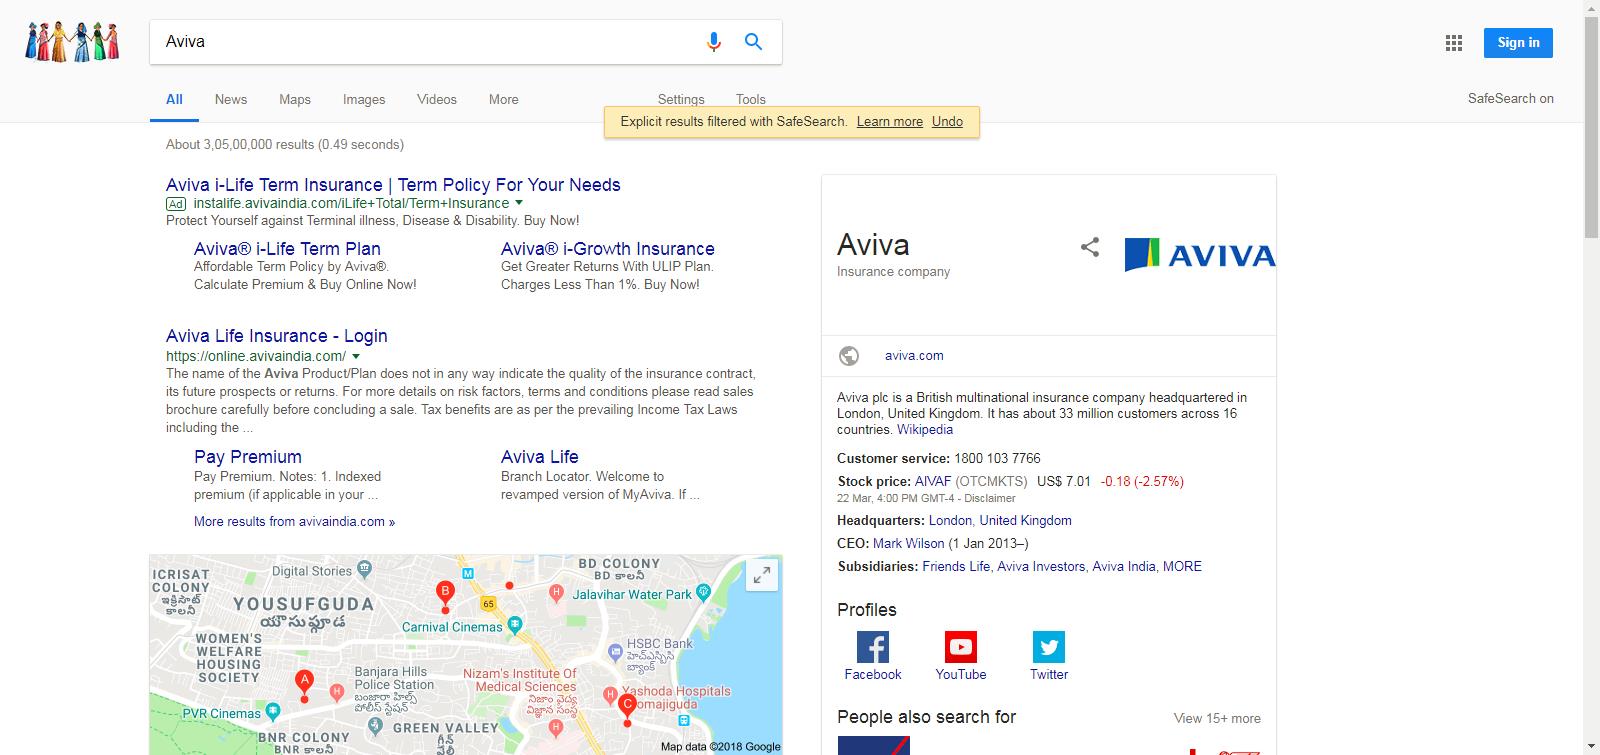 Aviva
Sign in
All News Maps Images Videos More Settings Tools
SafeSearch on
Explicit results filtered with SafeSearch. Learn more Undo
About 3,05,00,000 results (0.49 seconds)
Aviva i-Life Term Insurance | Term Policy For Your Needs
Ad instalife.avivaindia.com/iLife+Total/Term+Insurance
Protect Yourself against Terminal illness, Disease & Disability. Buy Now!
Aviva® i-Life Term Plan
Affordable Term Policy by Aviva®.
Calculate Premium & Buy Online Now!
Aviva® i-Growth Insurance
Get Greater Returns With ULIP Plan.
Charges Less Than 1%. Buy Now!
Aviva Life Insurance - Login
https://online.avivaindia.com/
The name of the Aviva Product/Plan does not in any way indicate the quality of the insurance contract,
its future prospects or returns. For more details on risk factors, terms and conditions please read sales
brochure carefully before concluding a sale. Tax benefits are as per the prevailing Income Tax Laws
including the ...
Pay Premium
Pay Premium. Notes: 1. Indexed
premium (if applicable in your ...
Aviva Life
Branch Locator. Welcome to
revamped version of MyAviva. If ...
More results from avivaindia.com »
ICRISAT
COLONY
ఇక్రిసాట్
కాలనీ
Digital Stories
YOUSUFGUDA
యూసుఫ్గూడ
WOMEN'S
WELFARE
HOUSING
SOCIETY
M
B
65
H
BD COLONY
BD కాలనీ
Jalavihar Water Park
Carnival Cinemas
HSBC Bank
హెచ్ఎస్బిసి
బ్యాంక్
A
H
Banjara Hills
Police Station
బంజారా హిల్స్
పోలీస్ స్టేషన్
Nizam's Institute Of
Medical Sciences
నిజాం వైద్య
విజ్ఞాన సంస్థ
H
Yashoda Hospitals
C
omajiguda
PVR Cinemas
GREEN VALLEY
గ్రీన్
వేలీ
H
BNR COLONY
BNR కాలనీ
Map data ©2018 Google
Aviva
Insurance company
AVIVA
aviva.com
Aviva plc is a British multinational insurance company headquartered in
London, United Kingdom. It has about 33 million customers across 16
countries. Wikipedia
Customer service: 1800 103 7766
Stock price: AIVAF (OTCMKTS) US$ 7.01 -0.18 (-2.57%)
22 Mar, 4:00 PM GMT-4 - Disclaimer
Headquarters: London, United Kingdom
CEO: Mark Wilson (1 Jan 2013–)
Subsidiaries: Friends Life, Aviva Investors, Aviva India, MORE
Profiles
Facebook YouTube Twitter
People also search for View 15+ more